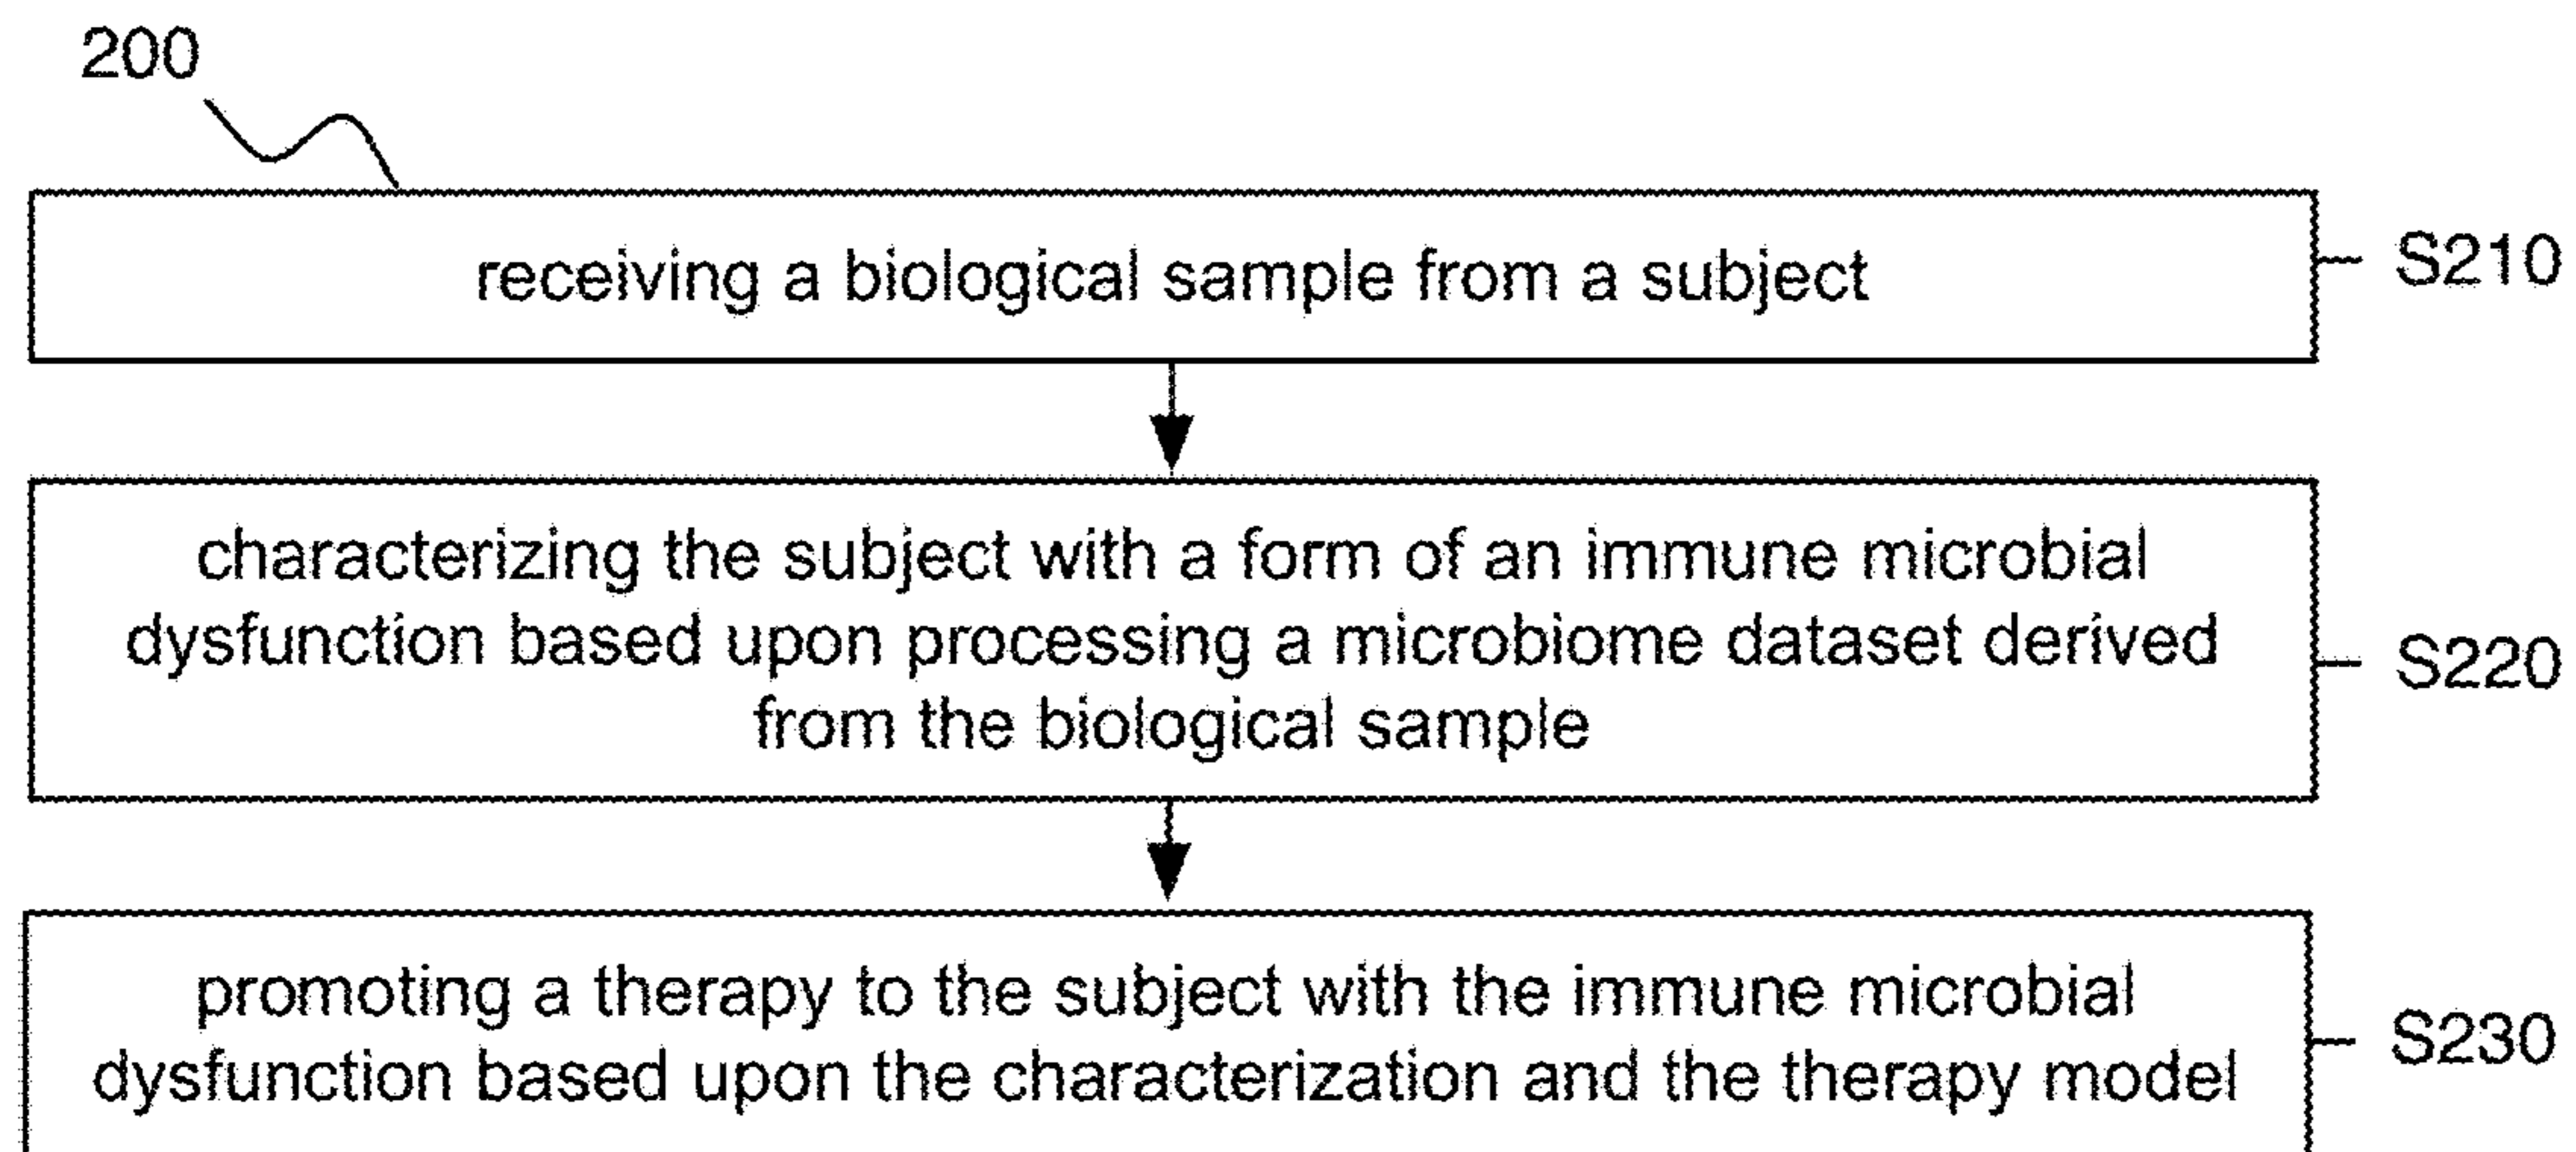 200
receiving a biological sample from a subject
S210
characterizing the subject with a form of an immune microbial
dysfunction based upon processing a microbiome dataset derived
from the biological sample
S220
promoting a therapy to the subject with the immune microbial
dysfunction based upon the characterization and the therapy model
S230